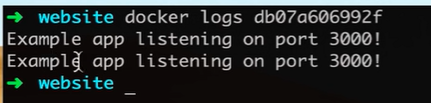 ➜ website docker logs db07a606992f
Example app listening on port 3000!
Example app listening on port 3000!
➜ website _